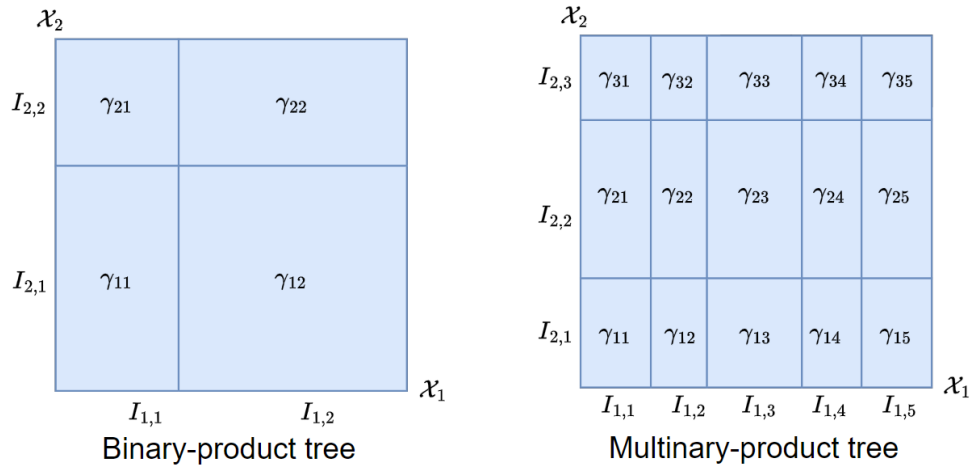 𝒳₂
I₂,₂ γ₂₁ γ₂₂
I₂,₁ γ₁₁ γ₁₂
𝒳₁
I₁,₁ I₁,₂
Binary-product tree
𝒳₂
I₂,₃ γ₃₁ γ₃₂ γ₃₃ γ₃₄ γ₃₅
I₂,₂ γ₂₁ γ₂₂ γ₂₃ γ₂₄ γ₂₅
I₂,₁ γ₁₁ γ₁₂ γ₁₃ γ₁₄ γ₁₅
𝒳₁
I₁,₁ I₁,₂ I₁,₃ I₁,₄ I₁,₅
Multinary-product tree